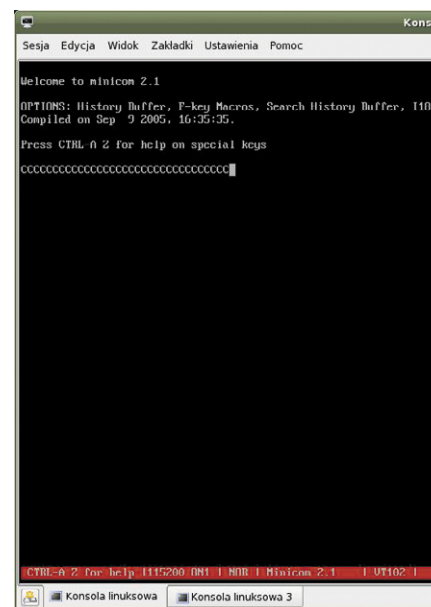 Kons
Sesja Edycja Widok Zakładki Ustawienia Pomoc
Welcome to minicom 2.1
OPTIONS: History Buffer, F-key Macros, Search History Buffer, I18
Compiled on Sep 9 2005, 16:35:35.
Press CTRL-A Z for help on special keys
CCCCCCCCCCCCCCCCCCCCCCCCCCCCCCCCCC
CTRL-A Z for help |115200 8N1 | NOR | Minicom 2.1 | VT102 |
Konsola linuksowa Konsola linuksowa 3